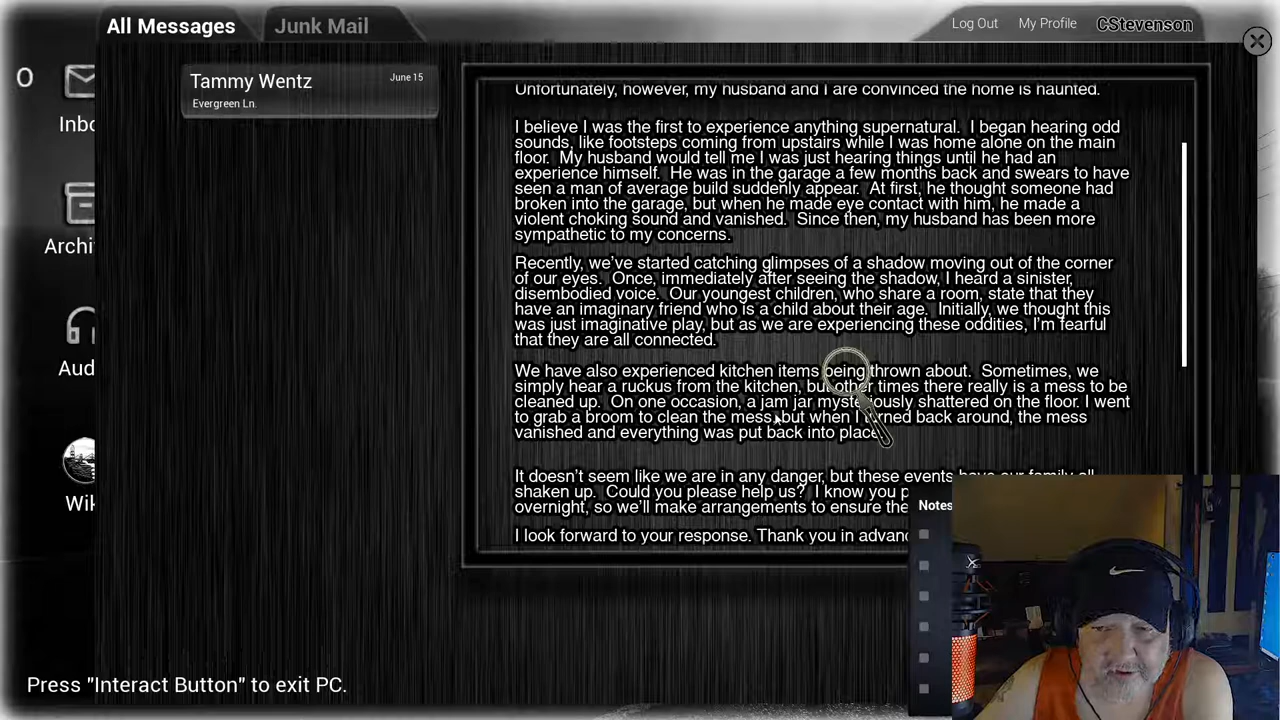 All Messages
Junk Mail
Log Out
My Profile
CStevenson
O
Tammy Wentz
June 15
Evergreen Ln.
Inbo
Archi
Aud
Wik
Unfortunately, however, my husband and I are convinced the home is haunted.
I believe I was the first to experience anything supernatural.  I began hearing odd
sounds, like footsteps coming from upstairs while I was home alone on the main
floor.  My husband would tell me I was just hearing things until he had an
experience himself.  He was in the garage a few months back and swears to have
seen a man of average build suddenly appear.  At first, he thought someone had
broken into the garage, but when he made eye contact with him, he made a
violent choking sound and vanished.  Since then, my husband has been more
sympathetic to my concerns.
Recently, we've started catching glimpses of a shadow moving out of the corner
of our eyes.  Once, immediately after seeing the shadow, I heard a sinister,
disembodied voice.  Our youngest children, who share a room, state that they
have an imaginary friend who is a child about their age.  Initially, we thought this
was just imaginative play, but as we are experiencing these oddities, I'm fearful
that they are all connected.
We have also experienced kitchen items being thrown about.  Sometimes, we
simply hear a ruckus from the kitchen, but other times there really is a mess to be
cleaned up.  On one occasion, a jam jar mysteriously shattered on the floor. I went
to grab a broom to clean the mess but when I turned back around, the mess
vanished and everything was put back into place
It doesn't seem like we are in any danger, but these events have our family all
shaken up.  Could you please help us?  I know you p
overnight, so we'll make arrangements to ensure the
I look forward to your response. Thank you in advanc
Notes
Press "Interact Button" to exit PC.